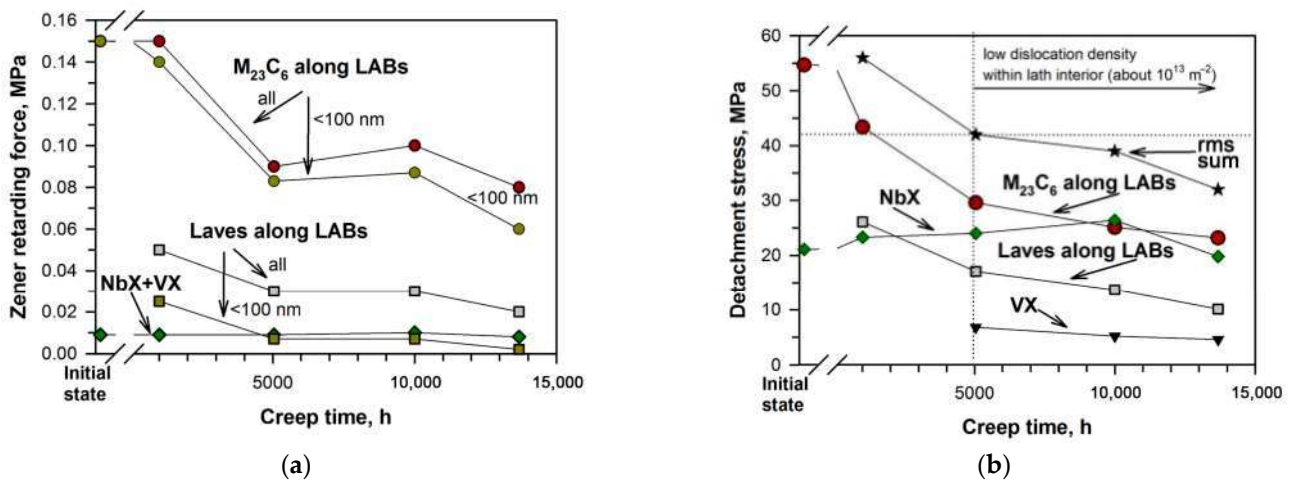 Zener retarding force, MPa
0.16
0.14
0.12
0.10
0.08
0.06
0.04
0.02
0.00
M₂₃C₆ along LABs
all
<100 nm
<100 nm
Laves along LABs
all
NbX+VX
<100 nm
Initial
state
5000
10,000
15,000
Creep time, h
(a)
Detachment stress, MPa
60
50
40
30
20
10
0
low dislocation density
within lath interior (about 10¹³ m⁻²)
rms
sum
M₂₃C₆ along LABs
NbX
Laves along LABs
VX
Initial
state
5000
10,000
15,000
Creep time, h
(b)